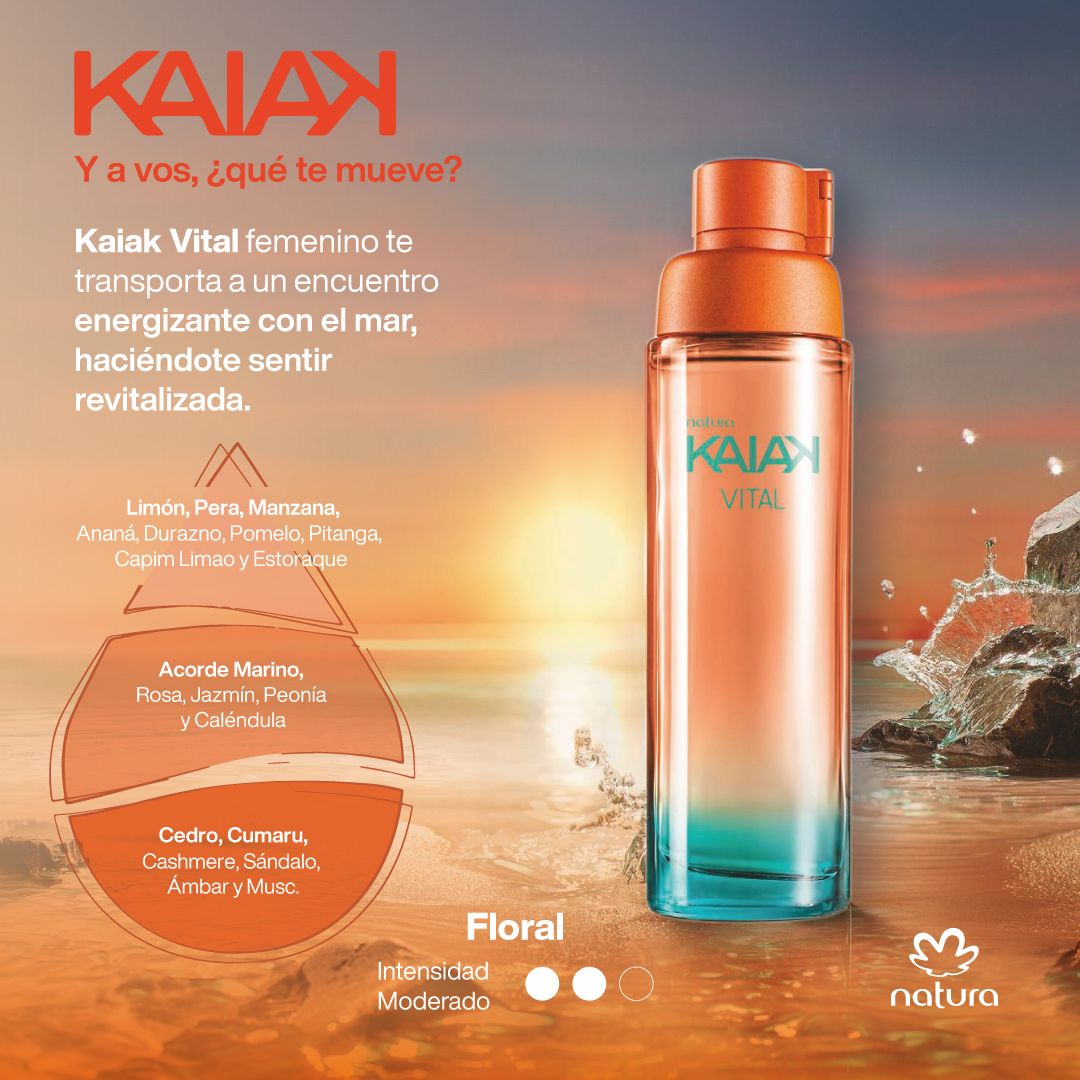 KAIAK
Y a vos, ¿qué te mueve?
Kaiak Vital femenino te
transporta a un encuentro
energizante con el mar,
haciéndote sentir
revitalizada.
Limón, Pera, Manzana,
Ananá, Durazno, Pomelo, Pitanga,
Capim Limao y Estoraque
Acorde Marino,
Rosa, Jazmín, Peonía
y Caléndula
Cedro, Cumaru,
Cashmere, Sándalo,
Ámbar y Musc.
natura
KAIAK
VITAL
Floral
Intensidad
Moderado
natura